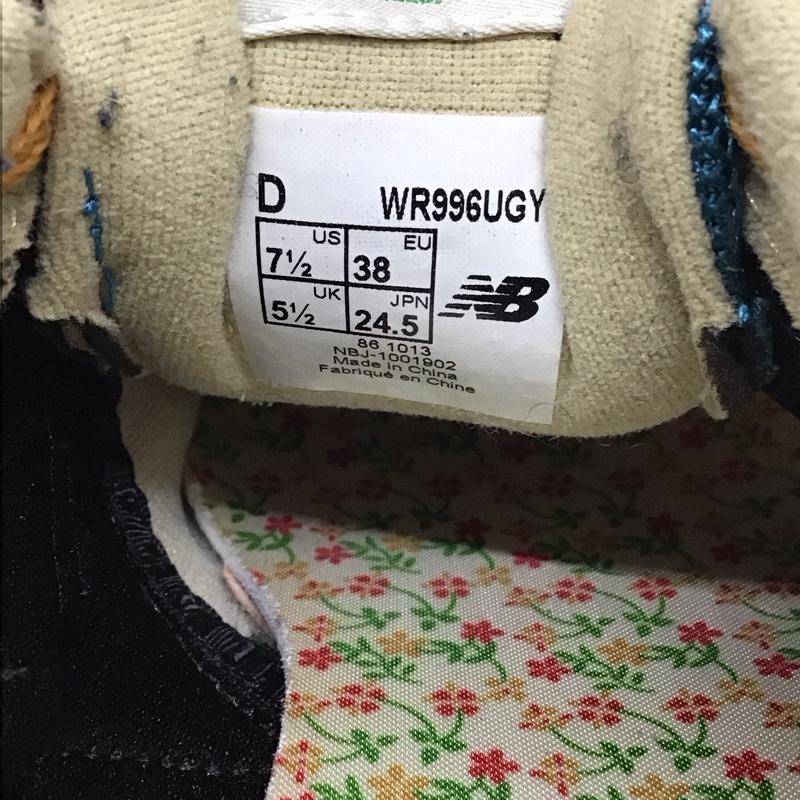 D WR996UGY
US EU
7½ 38
UK JPN
5½ 24.5
86 1013
NBJ-1001902
Made in China
Fabriqué en Chine
NB